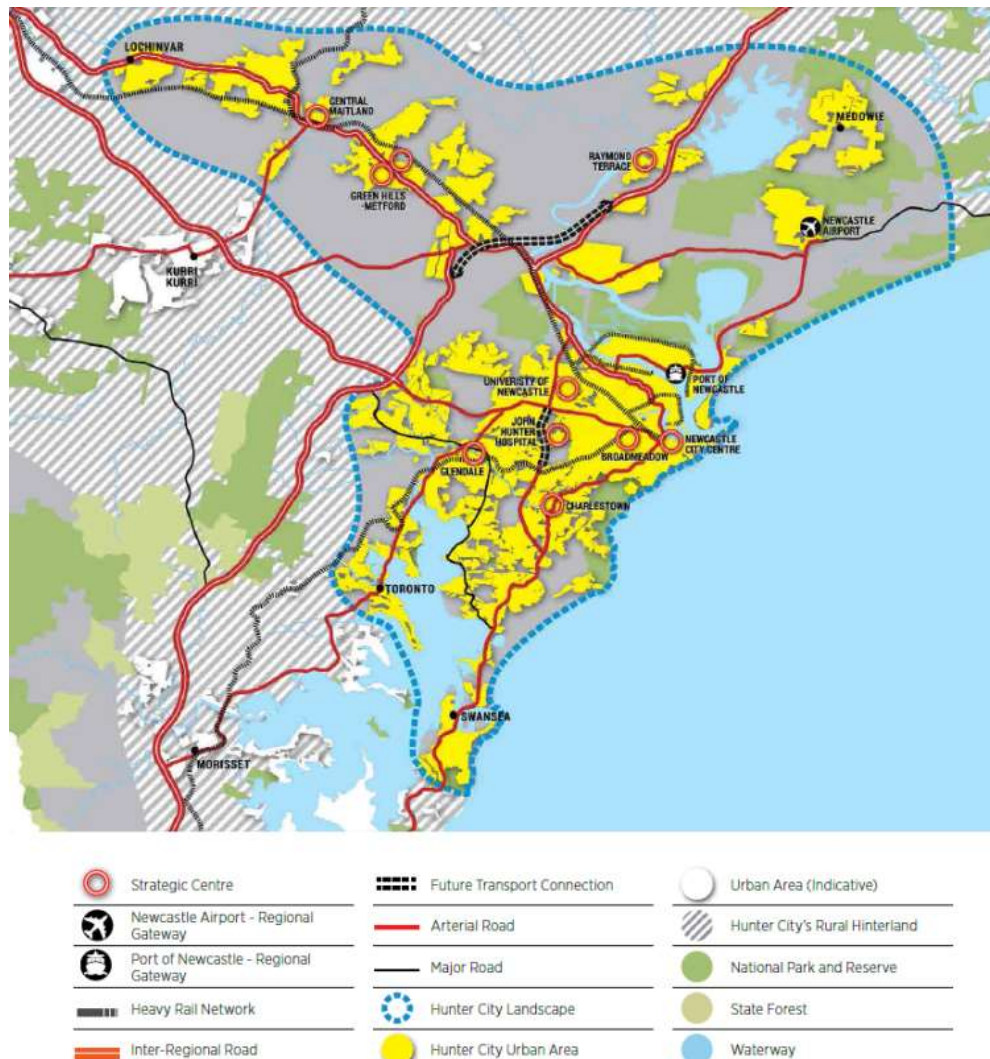 LOCHINVAR
CENTRAL
MAITLAND
MEDOWIE
RAYMOND
TERRACE
GREEN HILLS
-METFORD
NEWCASTLE
AIRPORT
KURRI
KURRI
UNIVERISTY OF
NEWCASTLE
PORT OF
NEWCASTLE
JOHN
HUNTER
HOSPITAL
NEWCASTLE
CITY CENTRE
BROADMEADOW
GLENDALE
CHARLESTOWN
TORONTO
SWANSEA
MORISSET
Strategic Centre
Newcastle Airport - Regional
Gateway
Port of Newcastle - Regional
Gateway
Heavy Rail Network
Inter-Regional Road
Future Transport Connection
Arterial Road
Major Road
Hunter City Landscape
Hunter City Urban Area
Urban Area (Indicative)
Hunter City's Rural Hinterland
National Park and Reserve
State Forest
Waterway